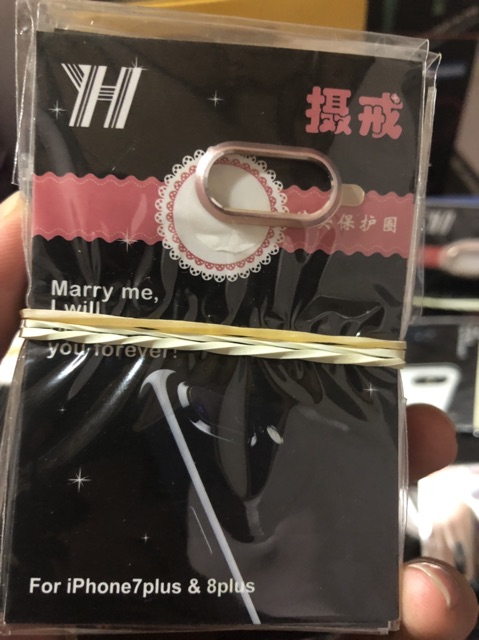 YH
摄戒
保护圈
Marry me,
I will
you forever!
For iPhone7plus & 8plus